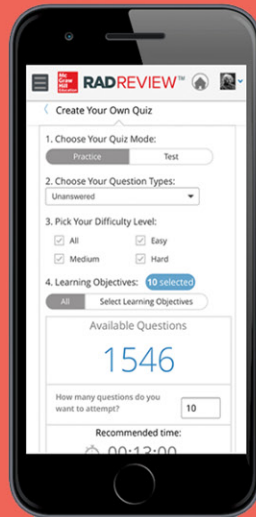 Mc
Graw
Hill
Education
RADREVIEW™
Create Your Own Quiz
1. Choose Your Quiz Mode:
Practice Test
2. Choose Your Question Types:
Unanswered
3. Pick Your Difficulty Level:
All Easy
Medium Hard
4. Learning Objectives: 10 selected
All Select Learning Objectives
Available Questions
1546
How many questions do you
want to attempt? 10
Recommended time:
00:13:00